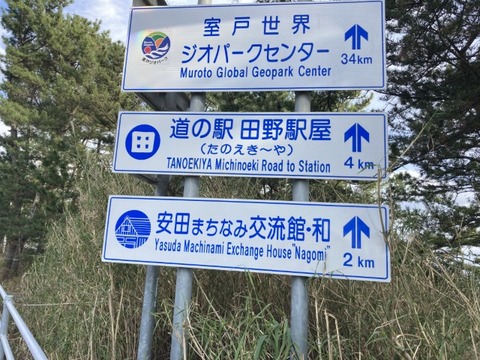 室戸世界
ジオパークセンター
34km
Muroto Global Geopark Center
道の駅 田野駅屋
(たのえき〜や)
4km
TANOEKIYA Michinoeki Road to Station
安田まちなみ交流館・和
Yasuda Machinami Exchange House "Nagomi"
2km